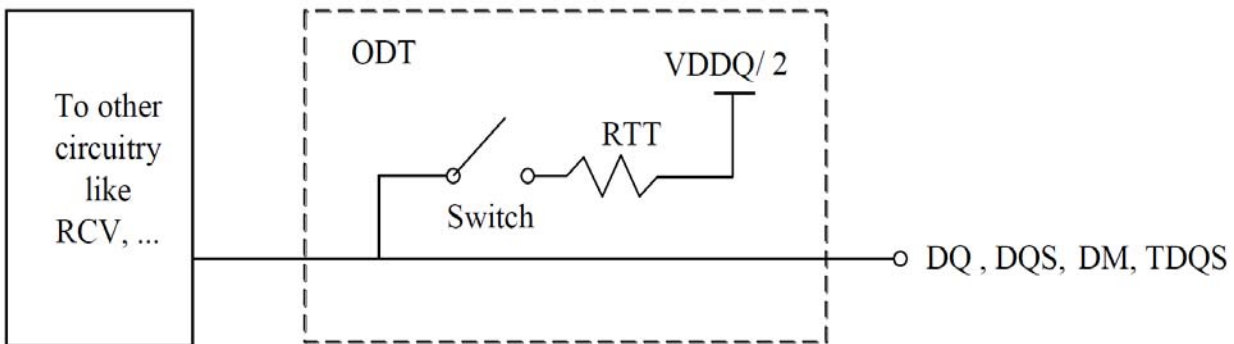 ODT
VDDQ/ 2
To other
circuitry
like
RCV, ...
RTT
Switch
DQ , DQS, DM, TDQS